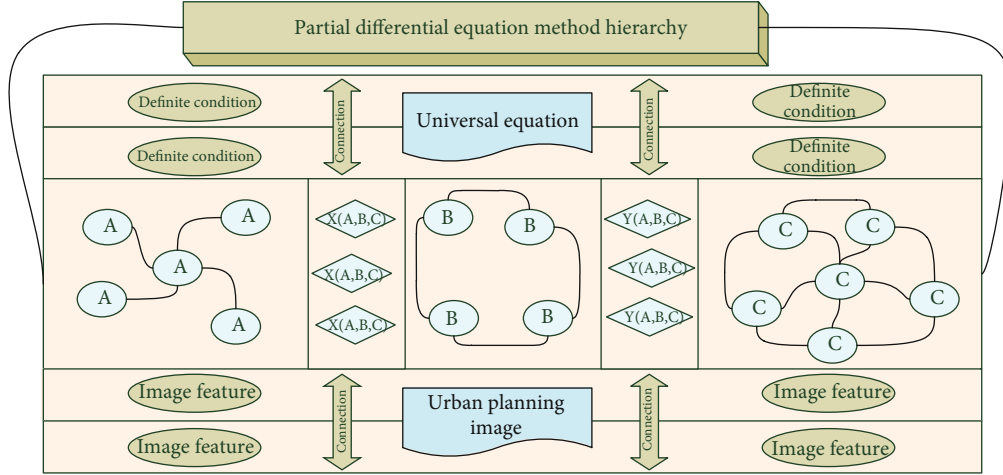 Partial differential equation method hierarchy
Definite condition
Connection
Universal equation
Connection
Definite
condition
Definite condition
Definite
condition
A
A
A
A
A
X(A,B,C)
X(A,B,C)
X(A,B,C)
B
B
B
B
Y(A,B,C)
Y(A,B,C)
Y(A,B,C)
C
C
C
C
C
C
Image feature
Connection
Urban planning
image
Connection
Image feature
Image feature
Image feature